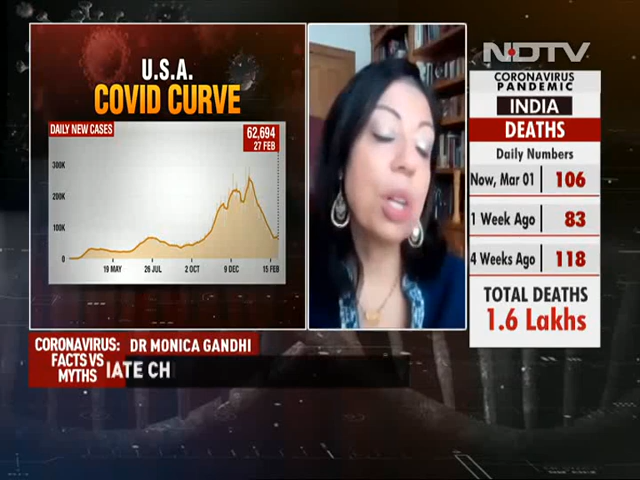 U.S.A.
COVID CURVE
DAILY NEW CASES
62,694
27 FEB
300K
200K
100K
0
19 MAY
26 JUL
2 OCT
9 DEC
15 FEB
NDTV
CORONAVIRUS
PANDEMIC
INDIA
DEATHS
Daily Numbers
Now, Mar 01 106
1 Week Ago 83
4 Weeks Ago 118
TOTAL DEATHS
1.6 Lakhs
CORONAVIRUS:
FACTS VS
MYTHS
DR MONICA GANDHI
IATE CH